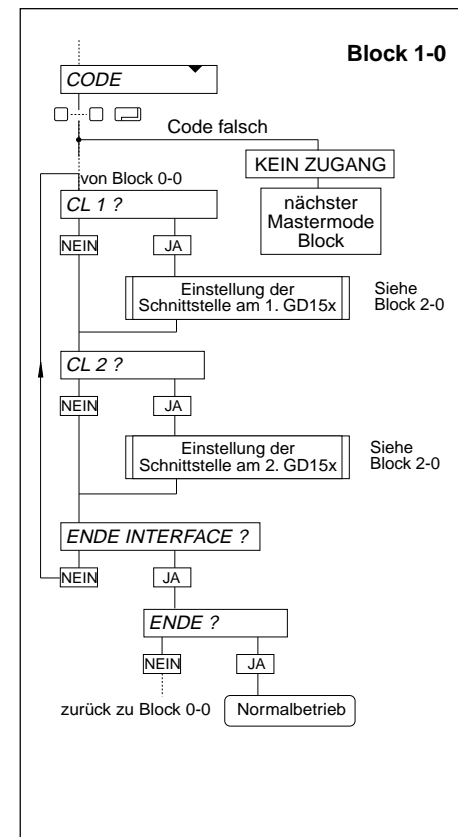 Block 1-0
CODE
Code falsch
KEIN ZUGANG
nächster
Mastermode
Block
von Block 0-0
CL 1 ?
NEIN
JA
Einstellung der
Schnittstelle am 1. GD15x
Siehe
Block 2-0
CL 2 ?
NEIN
JA
Einstellung der
Schnittstelle am 2. GD15x
Siehe
Block 2-0
ENDE INTERFACE ?
NEIN
JA
ENDE ?
NEIN
JA
zurück zu Block 0-0
Normalbetrieb